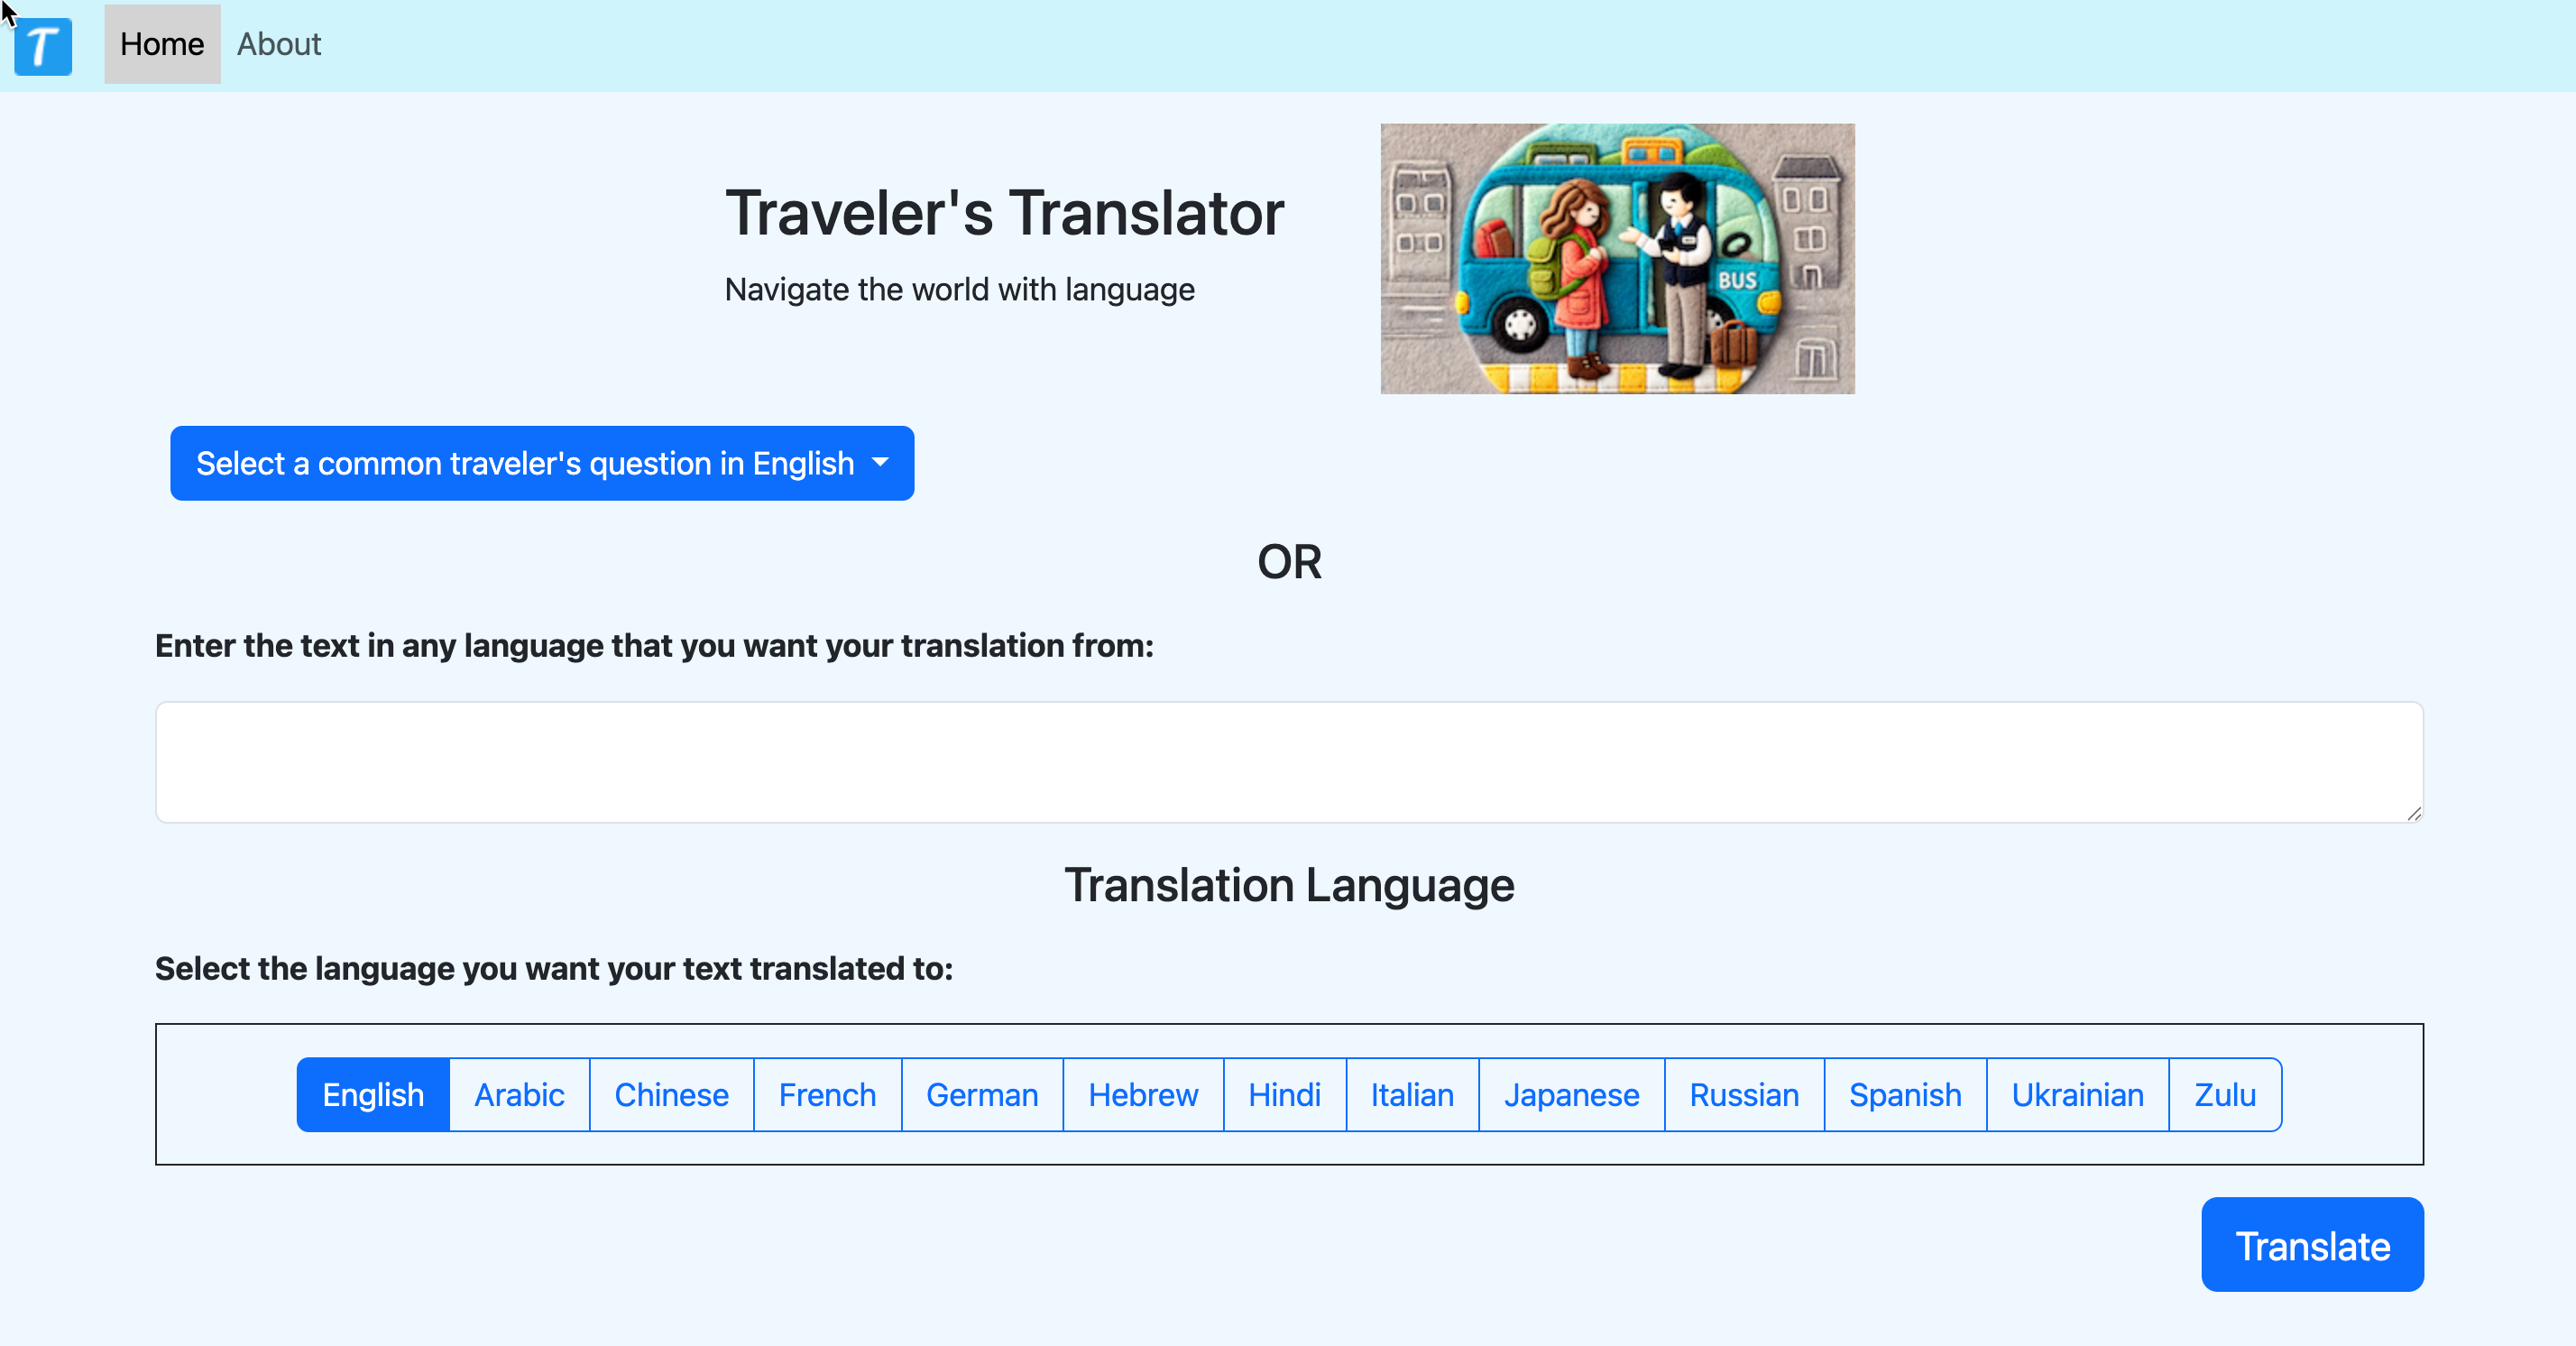 T
Home
About
Traveler's Translator
Navigate the world with language
BUS
Select a common traveler's question in English
OR
Enter the text in any language that you want your translation from:
Translation Language
Select the language you want your text translated to:
English Arabic Chinese French German Hebrew Hindi Italian Japanese Russian Spanish Ukrainian Zulu
Translate